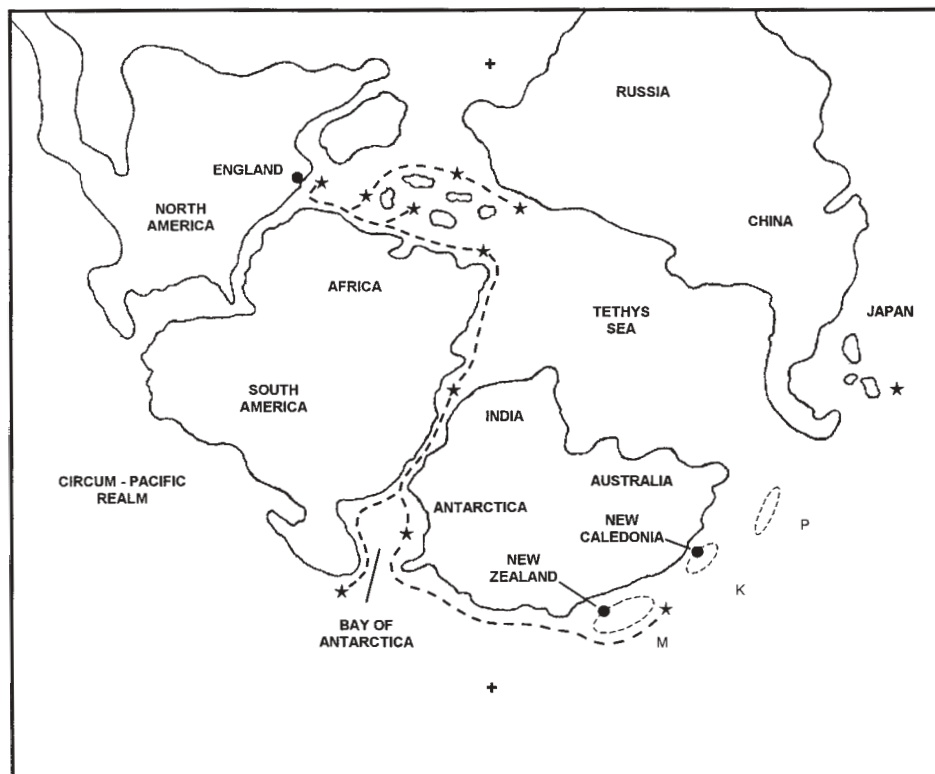 RUSSIA
ENGLAND
NORTH
AMERICA
CHINA
AFRICA
TETHYS
SEA
JAPAN
SOUTH
AMERICA
INDIA
CIRCUM - PACIFIC
REALM
AUSTRALIA
ANTARCTICA
NEW
CALEDONIA
P
NEW
ZEALAND
K
BAY OF
ANTARCTICA
M